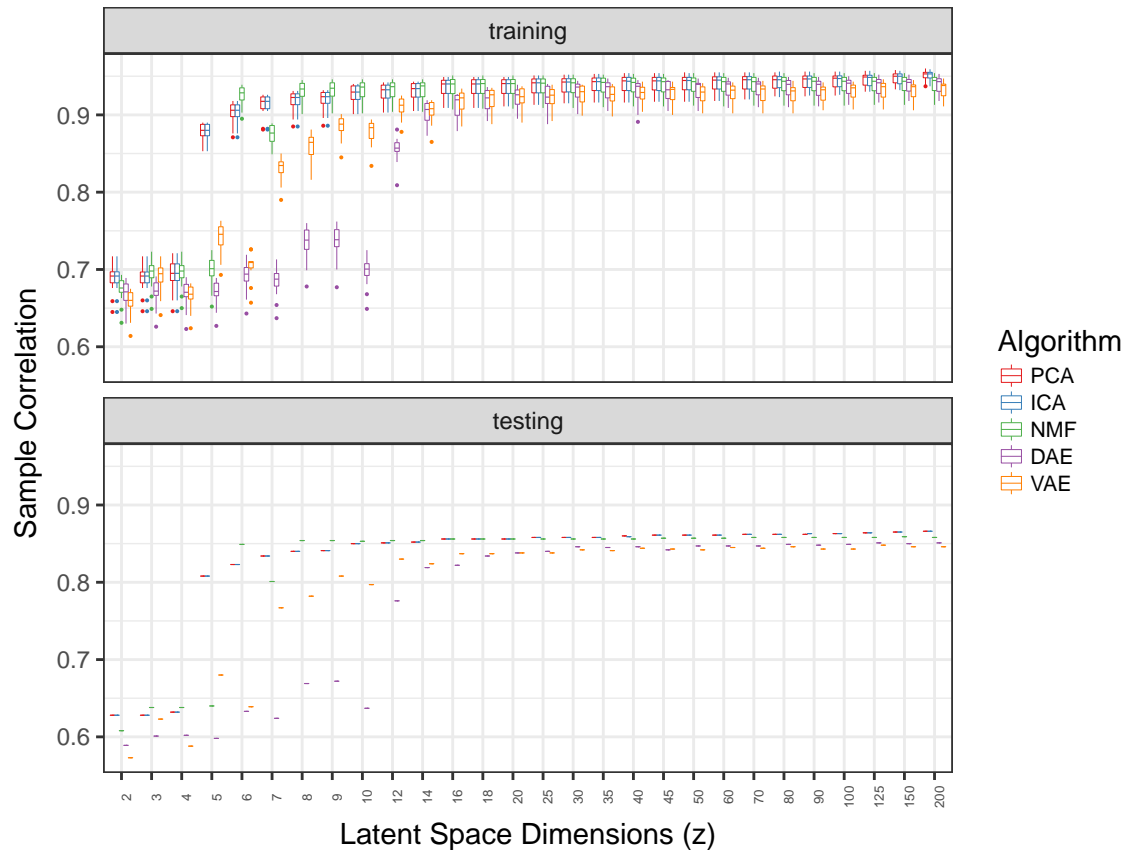 training
0.9
0.8
0.7
0.6
testing
0.9
0.8
0.7
0.6
Sample Correlation
2 3 4 5 6 7 8 9 10 12 14 16 18 20 25 30 35 40 45 50 60 70 80 90 100 125 150 200
Latent Space Dimensions (z)
Algorithm
PCA
ICA
NMF
DAE
VAE